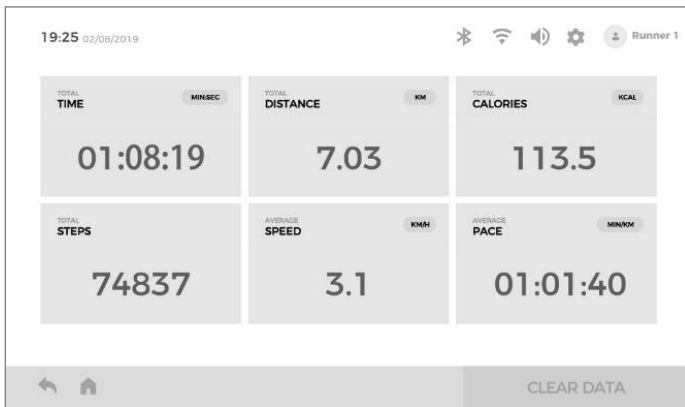 19:25 02/08/2019 Runner 1
TOTAL
TIME MIN:SEC
01:08:19
TOTAL
DISTANCE KM
7.03
TOTAL
CALORIES KCAL
113.5
TOTAL
STEPS
74837
AVERAGE
SPEED KM/H
3.1
AVERAGE
PACE MIN/KM
01:01:40
CLEAR DATA